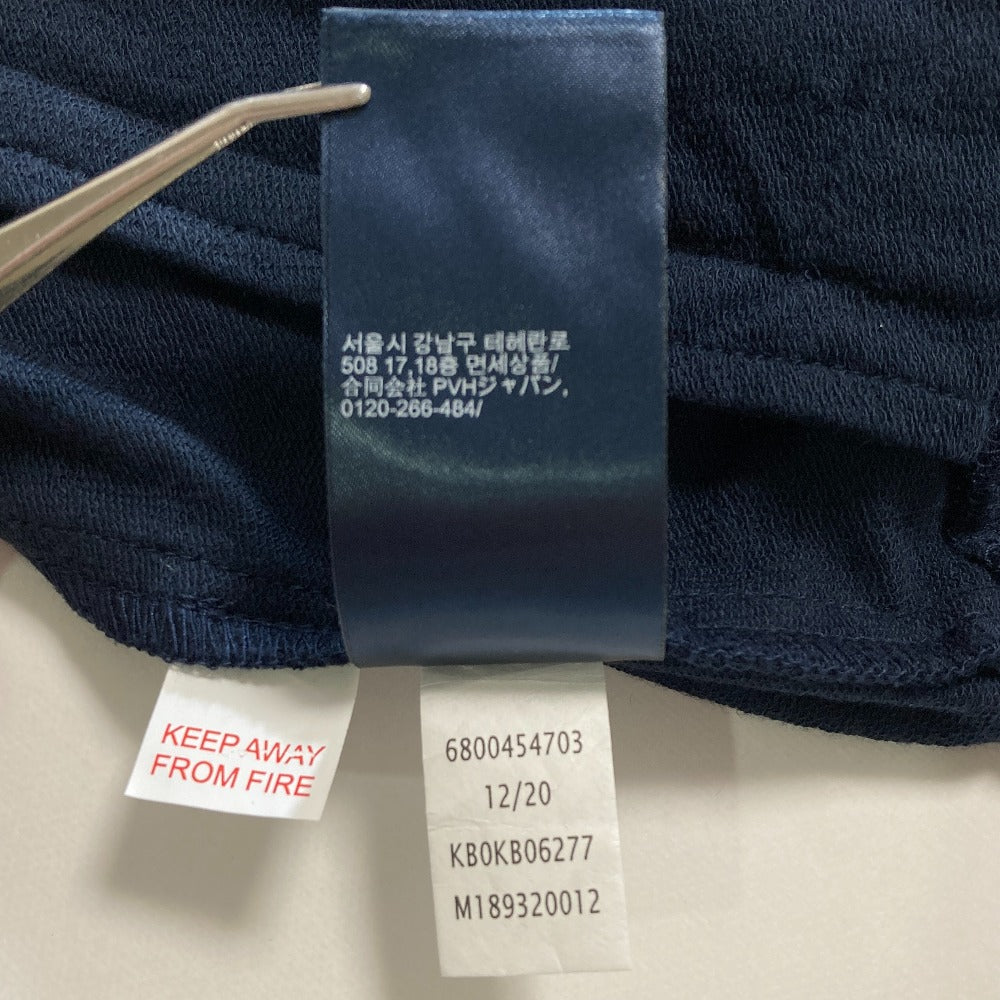 서울시 강남구 테헤란로
508 17,18층 면세상품/
合同会社 PVHジャパン,
0120-266-484/
KEEP AWAY
FROM FIRE
6800454703
12/20
KB0KB06277
M189320012